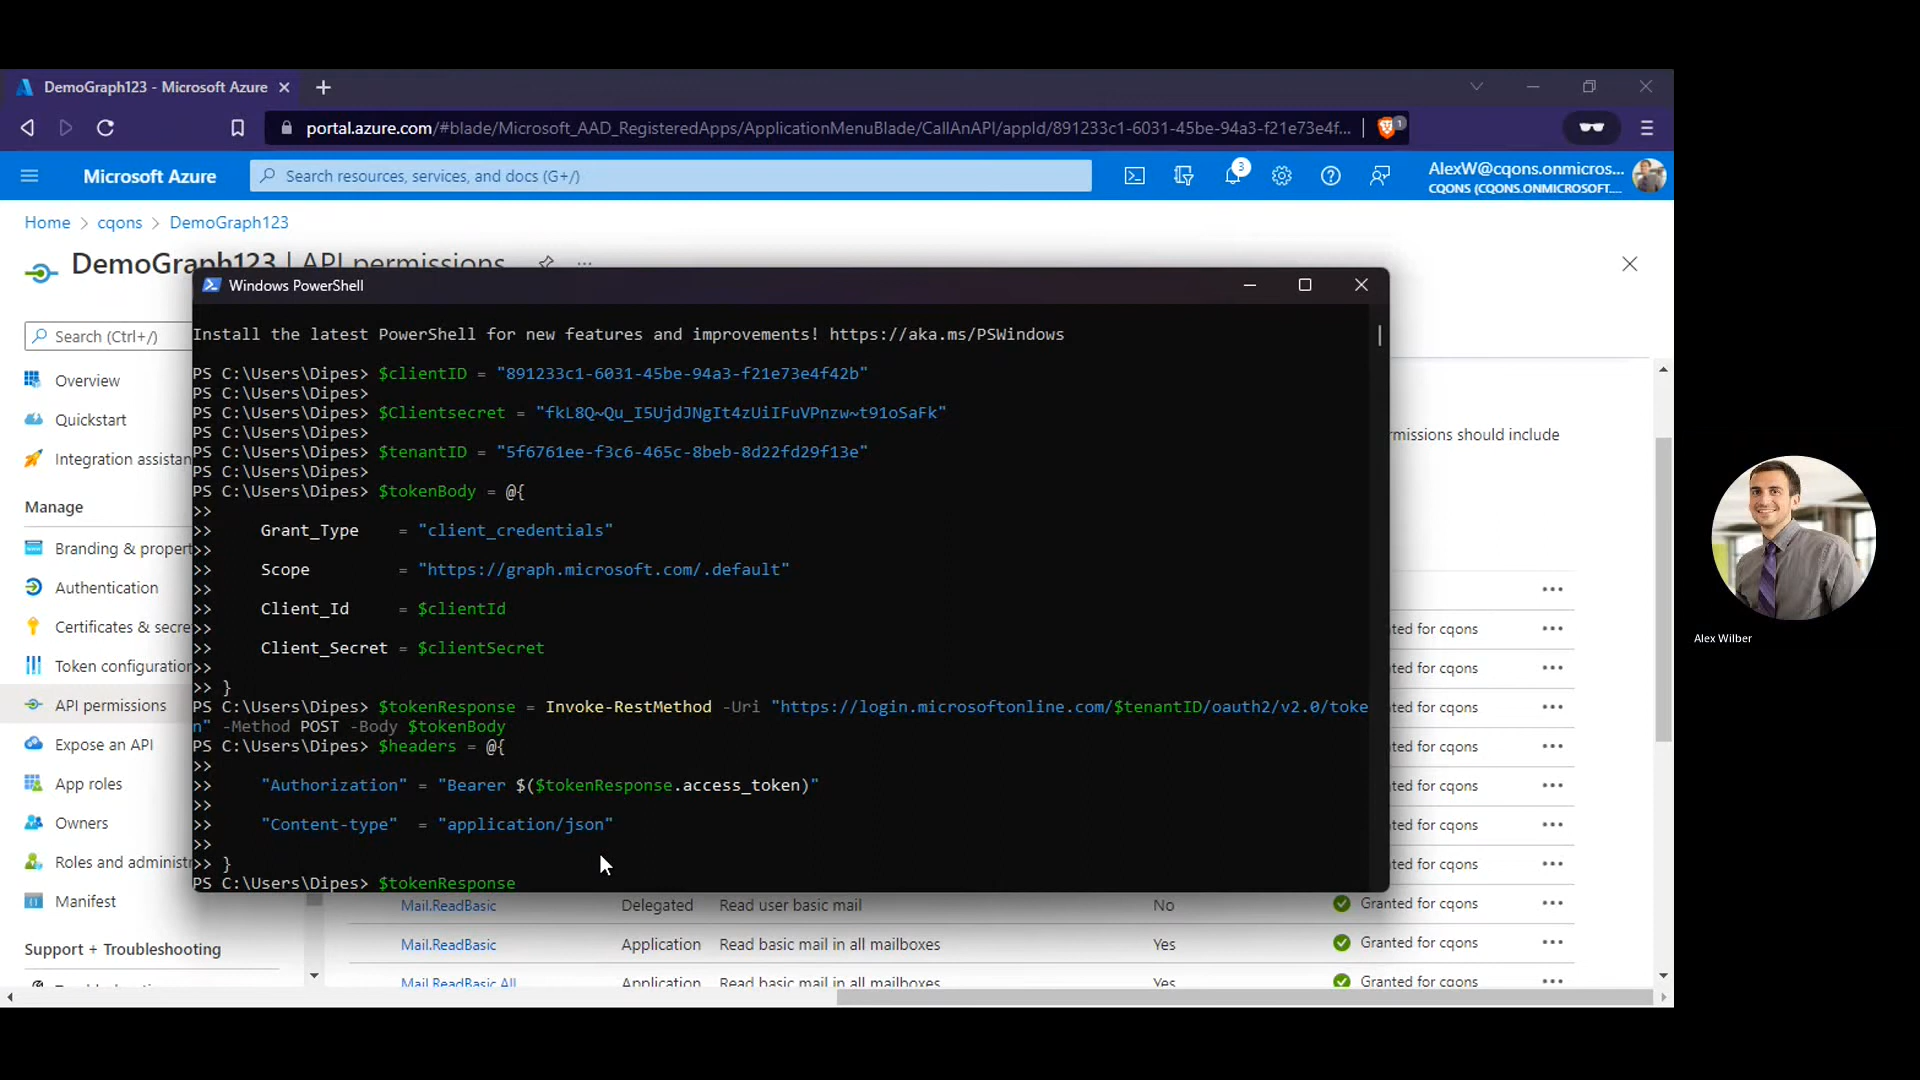 DemoGraph123 - Microsoft Azure
portal.azure.com/#blade/Microsoft_AAD_RegisteredApps/ApplicationMenuBlade/CallAnAPI/appId/891233c1-6031-45be-94a3-f21e73e4f...
1
Microsoft Azure
Search resources, services, and docs (G+/)
3
AlexW@cqons.onmicros...
CQONS (CQONS.ONMICROSOFT....
Home > cqons > DemoGraph123
DemoGraph123 | API permissions
Windows PowerShell
Install the latest PowerShell for new features and improvements! https://aka.ms/PSWindows
PS C:\Users\Dipes> $clientID = "891233c1-6031-45be-94a3-f21e73e4f42b"
PS C:\Users\Dipes>
PS C:\Users\Dipes> $Clientsecret = "fkL8Q~Qu_I5UjdJNgIt4zUiIFuVPnzw~t91oSaFk"
PS C:\Users\Dipes>
PS C:\Users\Dipes> $tenantID = "5f6761ee-f3c6-465c-8beb-8d22fd29f13e"
PS C:\Users\Dipes>
PS C:\Users\Dipes> $tokenBody = @{
>>
>> Grant_Type = "client_credentials"
>>
>> Scope = "https://graph.microsoft.com/.default"
>>
>> Client_Id = $clientId
>>
>> Client_Secret = $clientSecret
>>
>> }
PS C:\Users\Dipes> $tokenResponse = Invoke-RestMethod -Uri "https://login.microsoftonline.com/$tenantID/oauth2/v2.0/toke
n" -Method POST -Body $tokenBody
PS C:\Users\Dipes> $headers = @{
>>
>> "Authorization" = "Bearer $($tokenResponse.access_token)"
>>
>> "Content-type" = "application/json"
>>
>> }
PS C:\Users\Dipes> $tokenResponse
Search (Ctrl+/)
Overview
Quickstart
Integration assistan
Manage
Branding & propert
Authentication
Certificates & secre
Token configuration
API permissions
Expose an API
App roles
Owners
Roles and administr
Manifest
Support + Troubleshooting
missions should include
ted for cqons
ted for cqons
ted for cqons
ted for cqons
ted for cqons
ted for cqons
ted for cqons
Mail.ReadBasic Delegated Read user basic mail No Granted for cqons
Mail.ReadBasic Application Read basic mail in all mailboxes Yes Granted for cqons
Mail.ReadBasic.All Application Read basic mail in all mailboxes Yes Granted for cqons
Alex Wilber